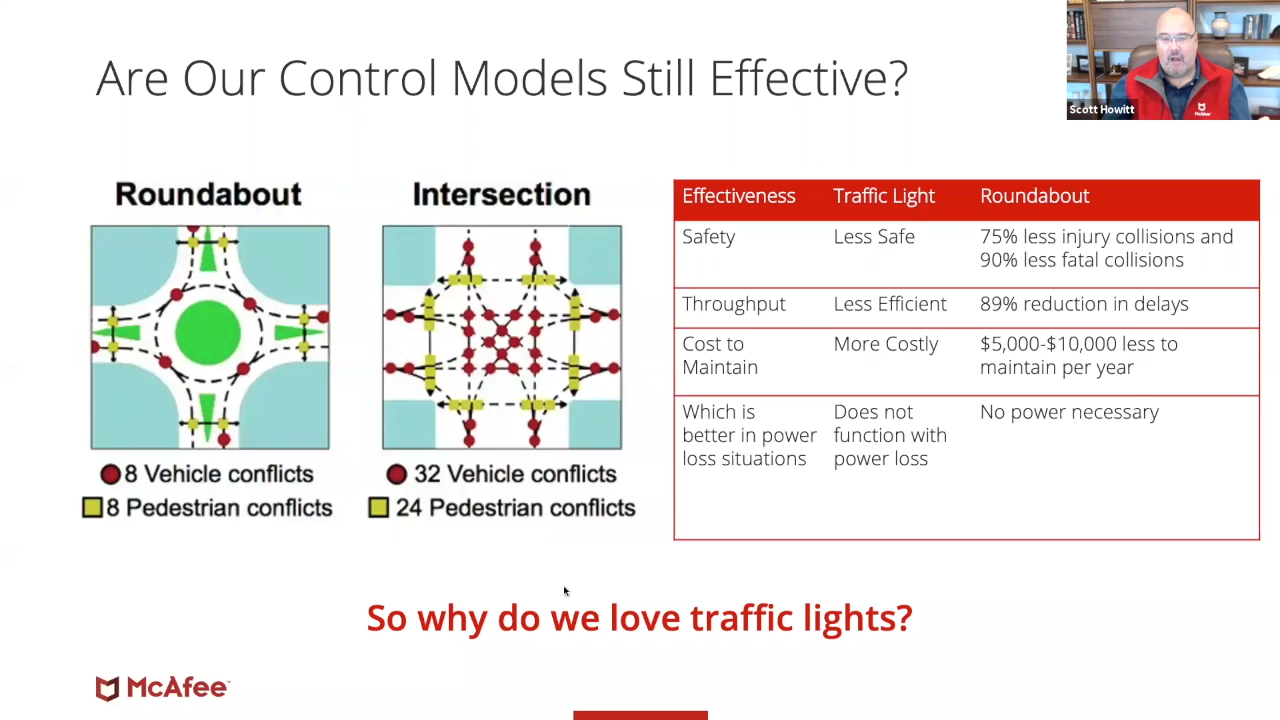 Are Our Control Models Still Effective?
Scott Howitt
McAfee
Roundabout
8 Vehicle conflicts
8 Pedestrian conflicts
Intersection
32 Vehicle conflicts
24 Pedestrian conflicts
Effectiveness Traffic Light Roundabout
Safety Less Safe 75% less injury collisions and
90% less fatal collisions
Throughput Less Efficient 89% reduction in delays
Cost to More Costly $5,000-$10,000 less to
Maintain maintain per year
Which is Does not No power necessary
better in power function with
loss situations power loss
So why do we love traffic lights?
McAfee™